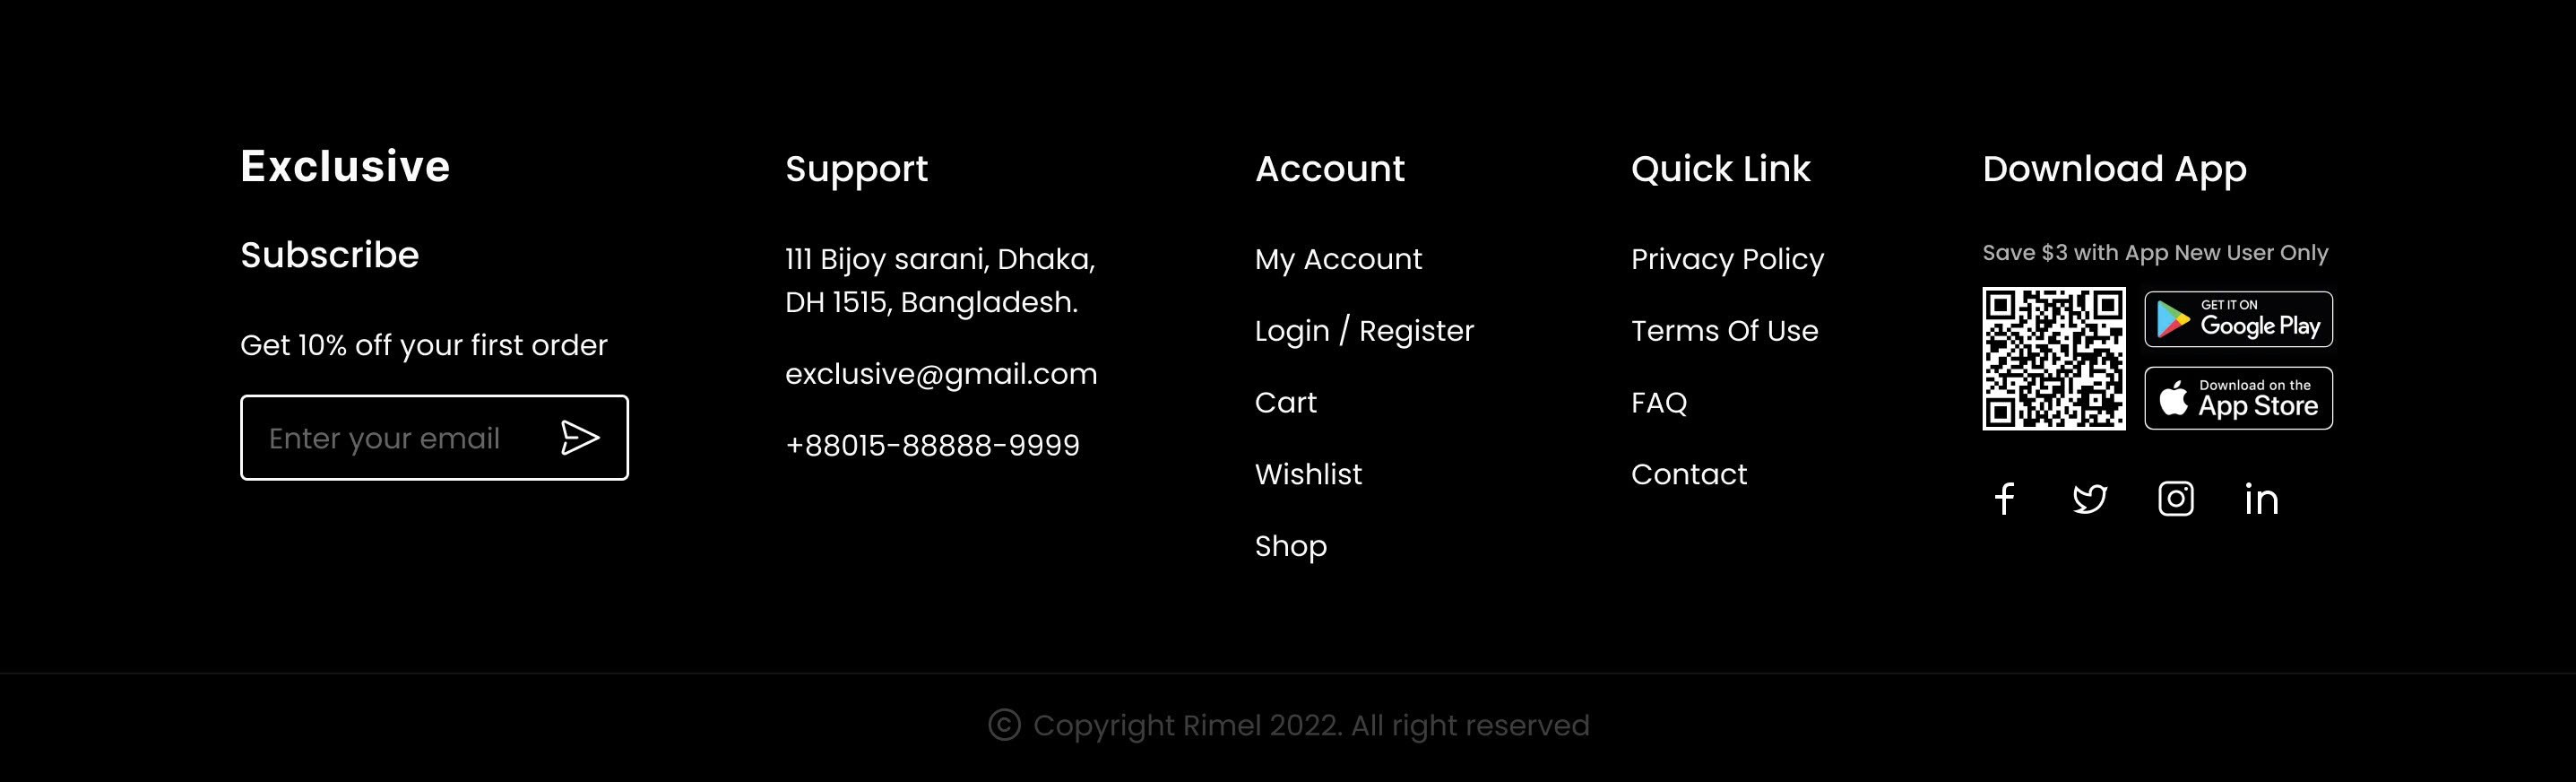 Exclusive
Subscribe
Get 10% off your first order
Enter your email
Support
111 Bijoy sarani, Dhaka,
DH 1515, Bangladesh.
exclusive@gmail.com
+88015-88888-9999
Account
My Account
Login / Register
Cart
Wishlist
Shop
Quick Link
Privacy Policy
Terms Of Use
FAQ
Contact
Download App
Save $3 with App New User Only
GET IT ON
Google Play
Download on the
App Store
in
© Copyright Rimel 2022. All right reserved